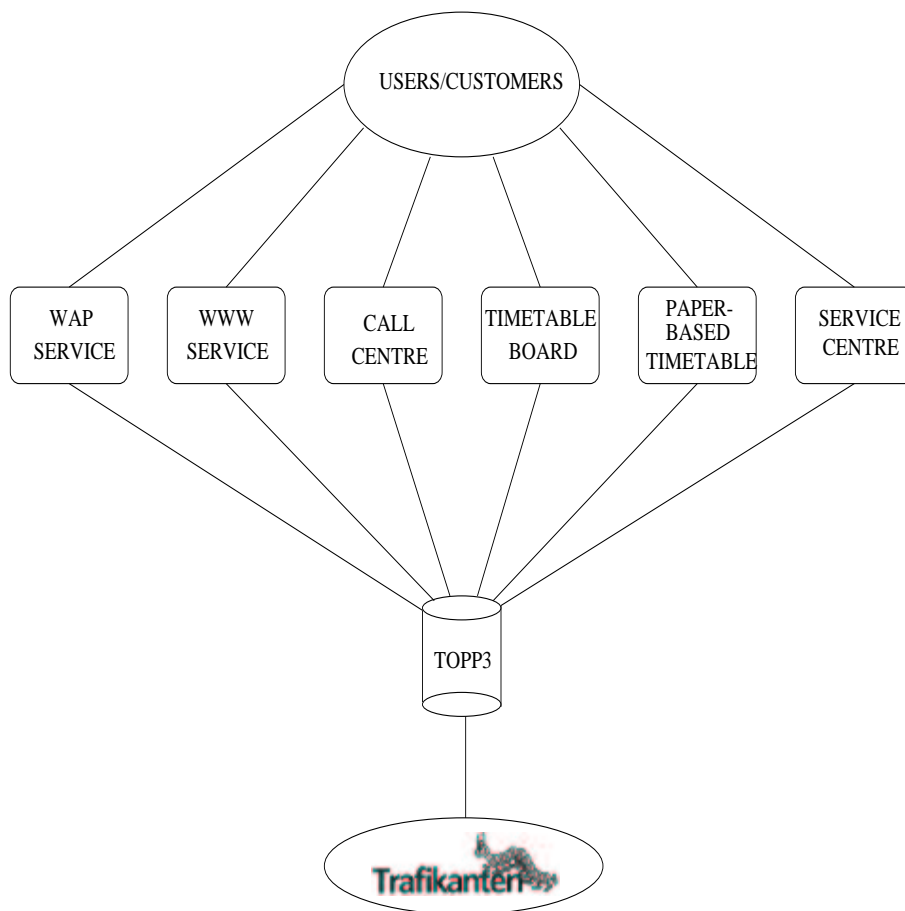 USERS/CUSTOMERS
WAP
SERVICE
WWW
SERVICE
CALL
CENTRE
TIMETABLE
BOARD
PAPER-
BASED
TIMETABLE
SERVICE
CENTRE
TOPP3
Trafikanten